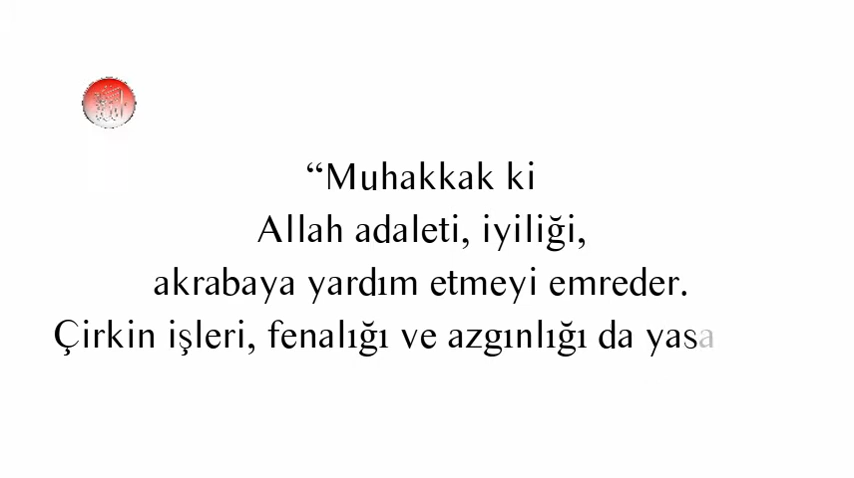 “Muhakkak ki
Allah adaleti, iyiliği,
akrabaya yardım etmeyi emreder.
Çirkin işleri, fenalığı ve azgınlığı da yasa